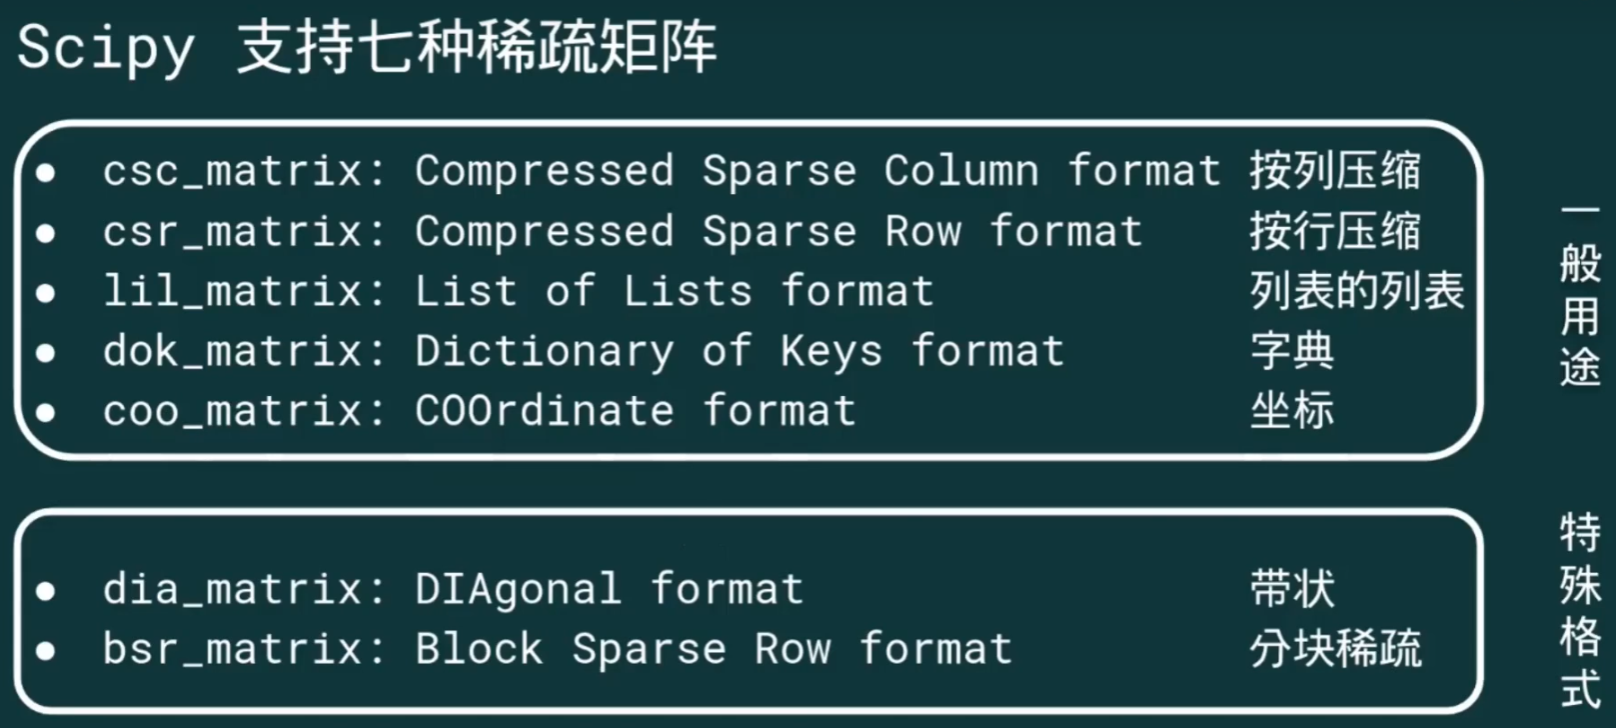 Scipy 支持七种稀疏矩阵
• csc_matrix: Compressed Sparse Column format 按列压缩
• csr_matrix: Compressed Sparse Row format 按行压缩
• lil_matrix: List of Lists format 列表的列表
• dok_matrix: Dictionary of Keys format 字典
• coo_matrix: COOrdinate format 坐标
一般用途
• dia_matrix: DIAgonal format 带状
• bsr_matrix: Block Sparse Row format 分块稀疏
特殊格式